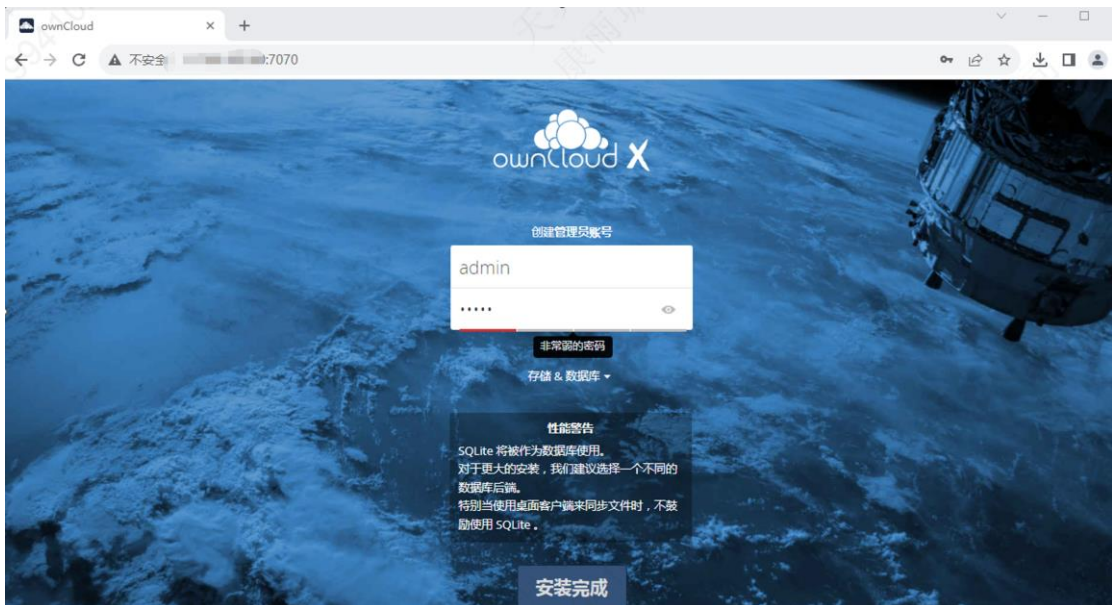 ownCloud
不安全
:7070
ownCloud X
创建管理员账号
admin
•••••
非常弱的密码
存储 & 数据库
性能警告
SQLite 将被作为数据库使用。
对于更大的安装，我们建议选择一个不同的
数据库后端。
特别当使用桌面客户端来同步文件时，不鼓
励使用 SQLite 。
安装完成